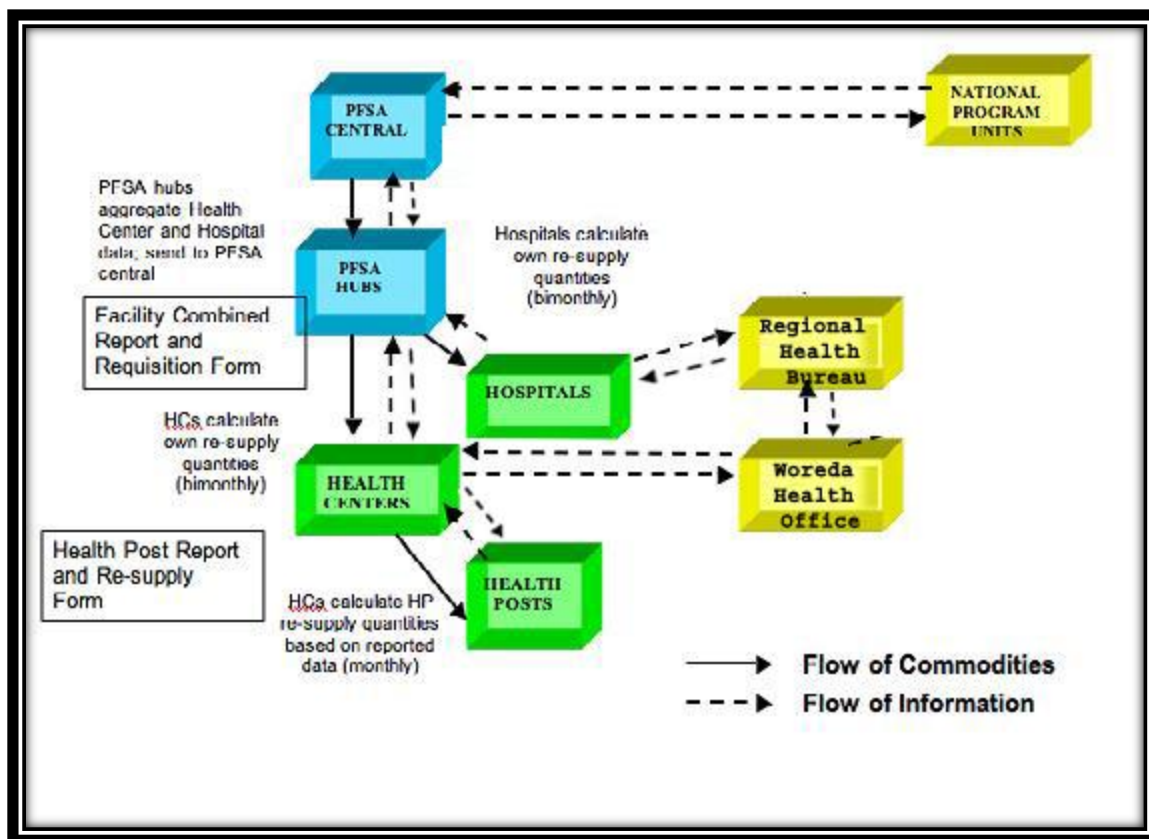 PFSA
CENTRAL
NATIONAL
PROGRAM
UNITS
PFSA hubs
aggregate Health
Center and Hospital
data; send to PFSA
central
PFSA
HUBS
Hospitals calculate
own re-supply
quantities
(bimonthly)
Facility Combined
Report and
Requisition Form
Regional
Health
Bureau
HOSPITALS
HCs calculate
own re-supply
quantities
(bimonthly)
HEALTH
CENTERS
Woreda
Health
Office
Health Post Report
and Re-supply
Form
HEALTH
POSTS
HCs calculate HP
re-supply quantities
based on reported
data (monthly)
Flow of Commodities
Flow of Information